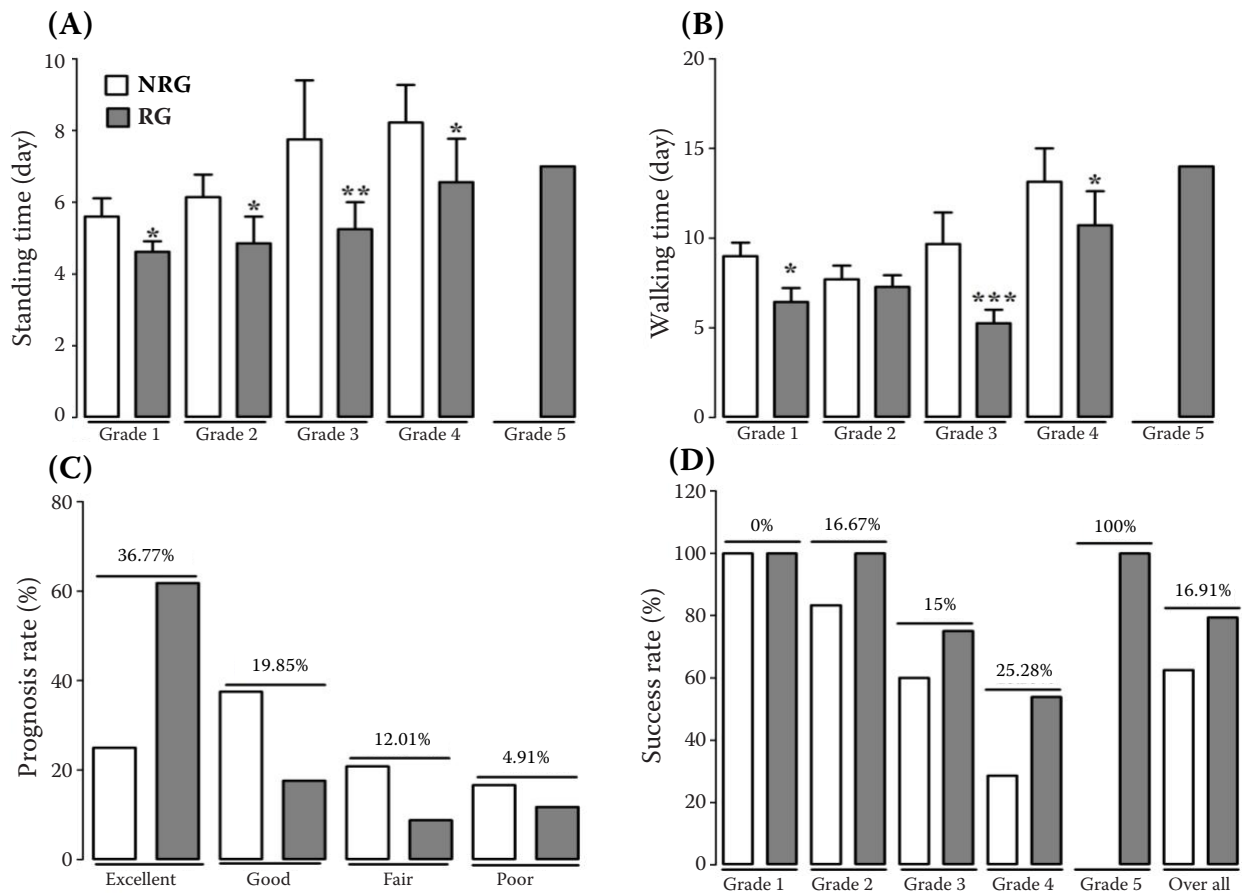 (A)
10
8
6
4
2
0
Standing time (day)
NRG
RG
*
*
**
*
Grade 1 Grade 2 Grade 3 Grade 4 Grade 5
(B)
20
15
10
5
0
Walking time (day)
*
***
*
Grade 1 Grade 2 Grade 3 Grade 4 Grade 5
(C)
80
60
40
20
0
Prognosis rate (%)
36.77%
19.85%
12.01%
4.91%
Excellent Good Fair Poor
(D)
120
100
80
60
40
20
0
Success rate (%)
0%
16.67%
15%
25.28%
100%
16.91%
Grade 1 Grade 2 Grade 3 Grade 4 Grade 5 Over all